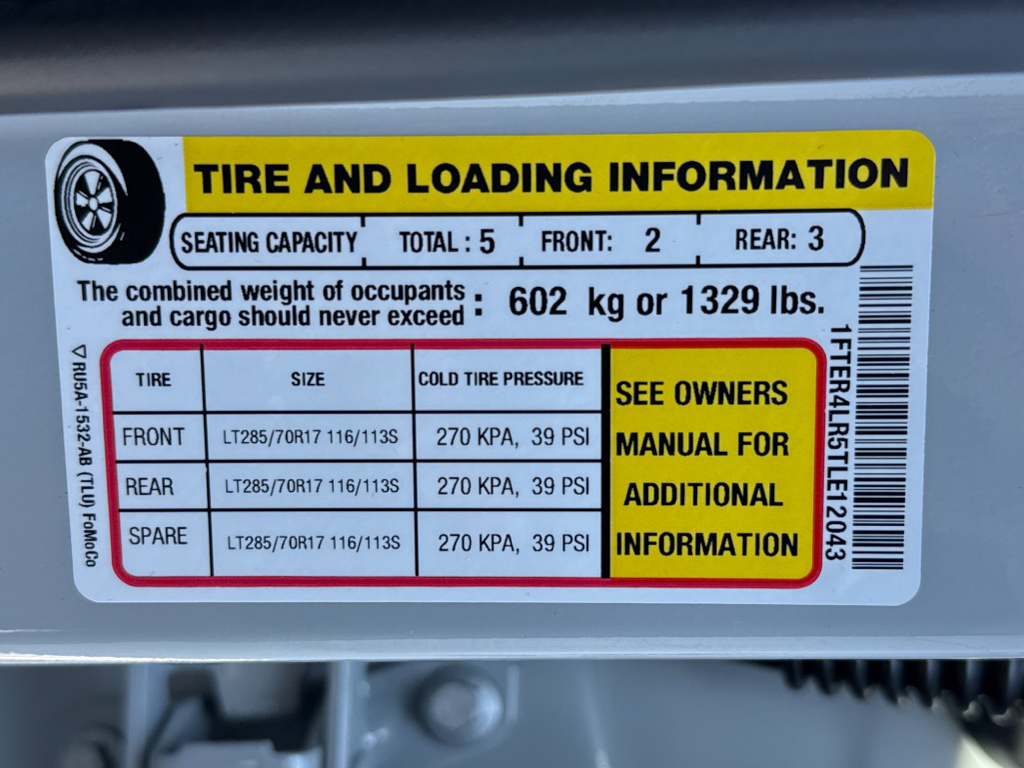 TIRE AND LOADING INFORMATION
SEATING CAPACITY TOTAL : 5 FRONT: 2 REAR: 3
The combined weight of occupants
and cargo should never exceed : 602 kg or 1329 lbs.
TIRE SIZE COLD TIRE PRESSURE
FRONT LT285/70R17 116/113S 270 KPA, 39 PSI
REAR LT285/70R17 116/113S 270 KPA, 39 PSI
SPARE LT285/70R17 116/113S 270 KPA, 39 PSI
SEE OWNERS
MANUAL FOR
ADDITIONAL
INFORMATION
1FTER4LR5TLE12043
▽RU5A-1532-AB (TLU) FoMoCo